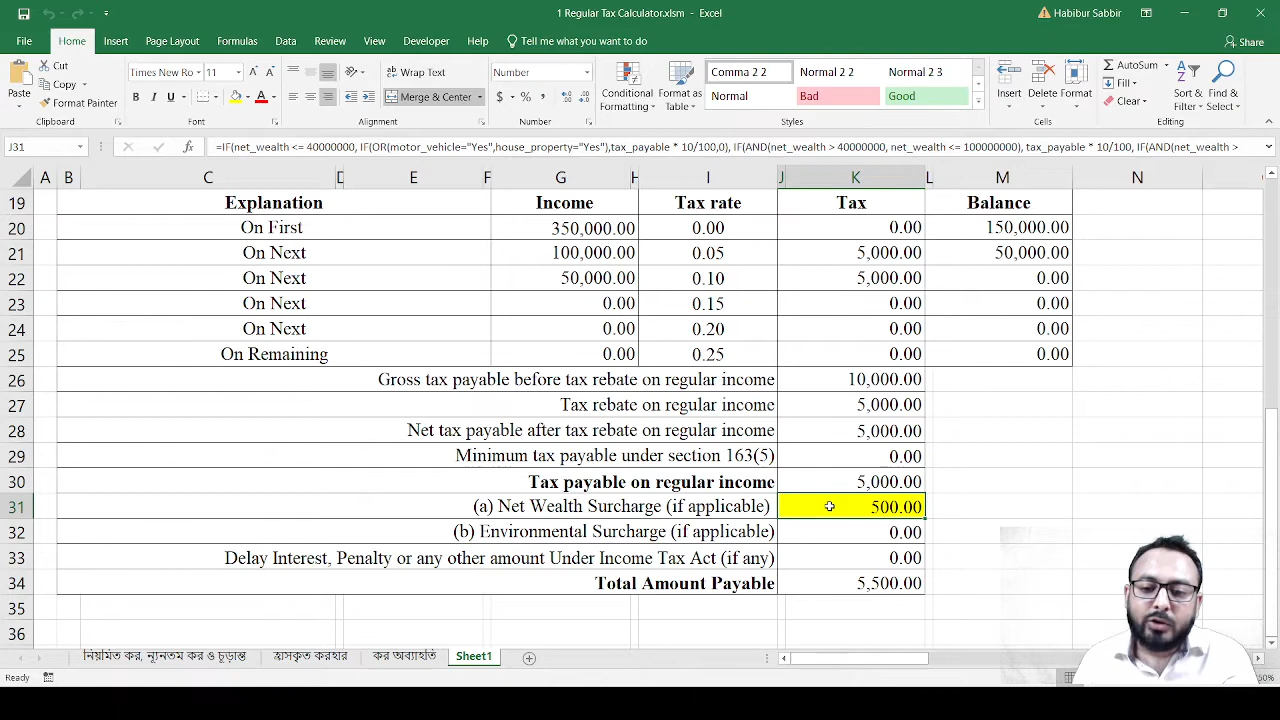 1 Regular Tax Calculator.xlsm - Excel
Habibur Sabbir
File Home Insert Page Layout Formulas Data Review View Developer Help Tell me what you want to do Share
Paste Cut Copy Format Painter Clipboard
Times New Ro 11 B I U A Font
Wrap Text Merge & Center Alignment
Number $ % , Number
Conditional Formatting Format as Table
Comma 2 2 Normal 2 2 Normal 2 3
Normal Bad Good
Styles
Insert Delete Format Cells
AutoSum Fill Clear Sort & Filter Find & Select Editing
J31 fx =IF(net_wealth <= 40000000, IF(OR(motor_vehicle="Yes",house_property="Yes"),tax_payable * 10/100,0), IF(AND(net_wealth > 40000000, net_wealth <= 100000000), tax_payable * 10/100, IF(AND(net_wealth >
A B C D E F G H I J K L M N
19 Explanation Income Tax rate Tax Balance
20 On First 350,000.00 0.00 0.00 150,000.00
21 On Next 100,000.00 0.05 5,000.00 50,000.00
22 On Next 50,000.00 0.10 5,000.00 0.00
23 On Next 0.00 0.15 0.00 0.00
24 On Next 0.00 0.20 0.00 0.00
25 On Remaining 0.00 0.25 0.00 0.00
26 Gross tax payable before tax rebate on regular income 10,000.00
27 Tax rebate on regular income 5,000.00
28 Net tax payable after tax rebate on regular income 5,000.00
29 Minimum tax payable under section 163(5) 0.00
30 Tax payable on regular income 5,000.00
31 (a) Net Wealth Surcharge (if applicable) 500.00
32 (b) Environmental Surcharge (if applicable) 0.00
33 Delay Interest, Penalty or any other amount Under Income Tax Act (if any) 0.00
34 Total Amount Payable 5,500.00
35
36
নিয়মিত কর, ন্যূনতম কর ও চূড়ান্ত হ্রাসকৃত করহার কর অব্যাহতি Sheet1
Ready